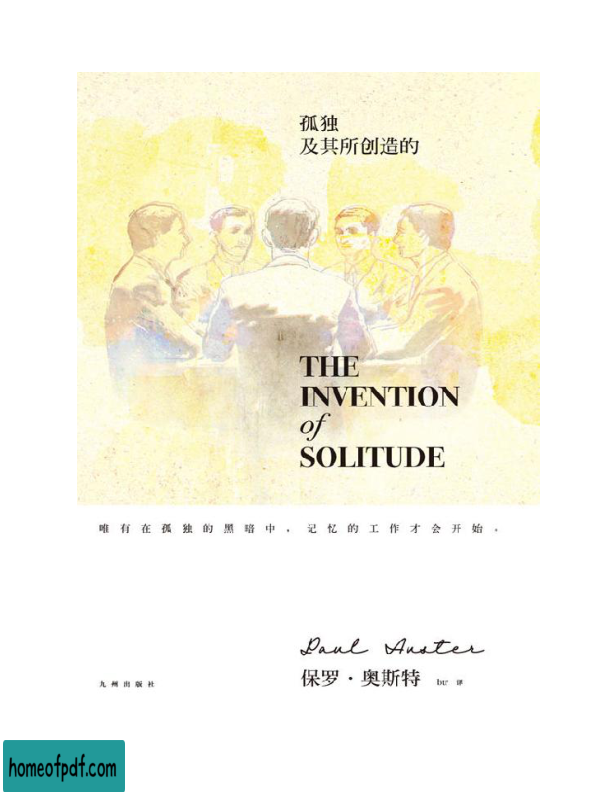 孤独
及其所创造的
THE
INVENTION
of
SOLITUDE
唯有在孤独的黑暗中，记忆的工作才会开始。
Paul Auster
保罗·奥斯特 btr 译
九州出版社
homeofpdf.com